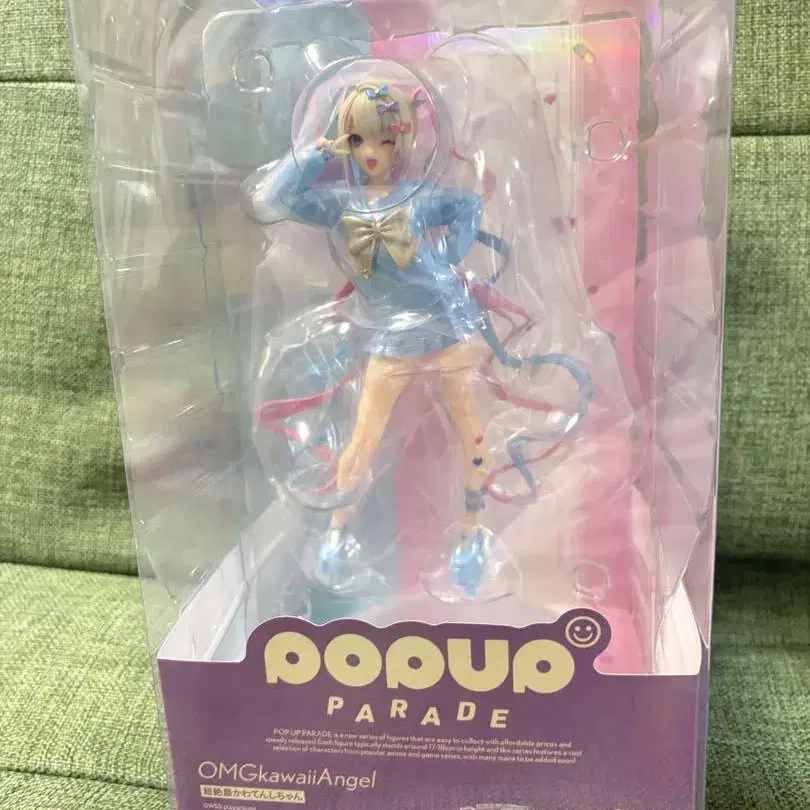 POPUP
PARADE
POP UP PARADE is a new series of figures that are easy to collect with affordable prices and
speedy releases! Each figure typically stands around 17-18cm in height and the series features a vast
selection of characters from popular anime and game series, with many more to be added soon!
OMGkawaiiAngel
超絶最かわてんしちゃん
©WSS playground